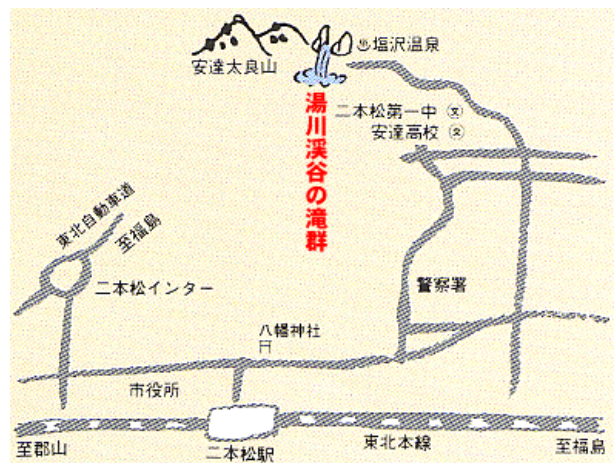 安達太良山
♨塩沢温泉
湯川渓谷の滝群
二本松第一中 文
安達高校 文
東北自動車道
至福島
二本松インター
警察署
八幡神社
市役所
至郡山
二本松駅
東北本線
至福島